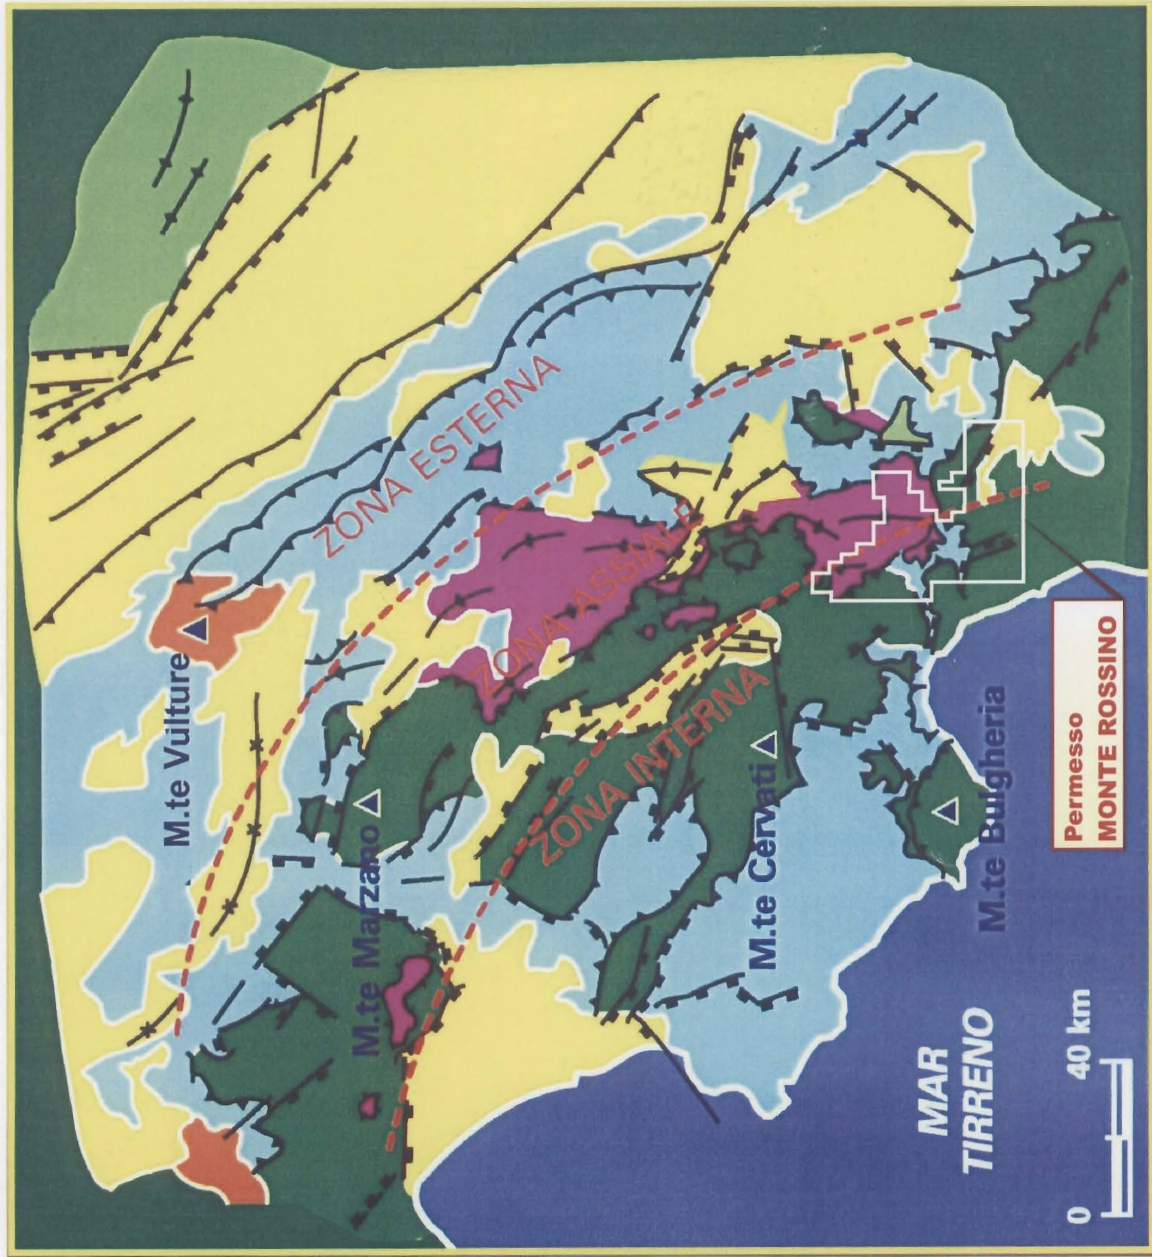 ZONA ESTERNA
ZONA ASSIALE
ZONA INTERNA
M.te Vulture
M.te Marzano
M.te Cervati
M.te Bulgheria
MAR
TIRRENO
0 40 km
Permesso
MONTE ROSSINO